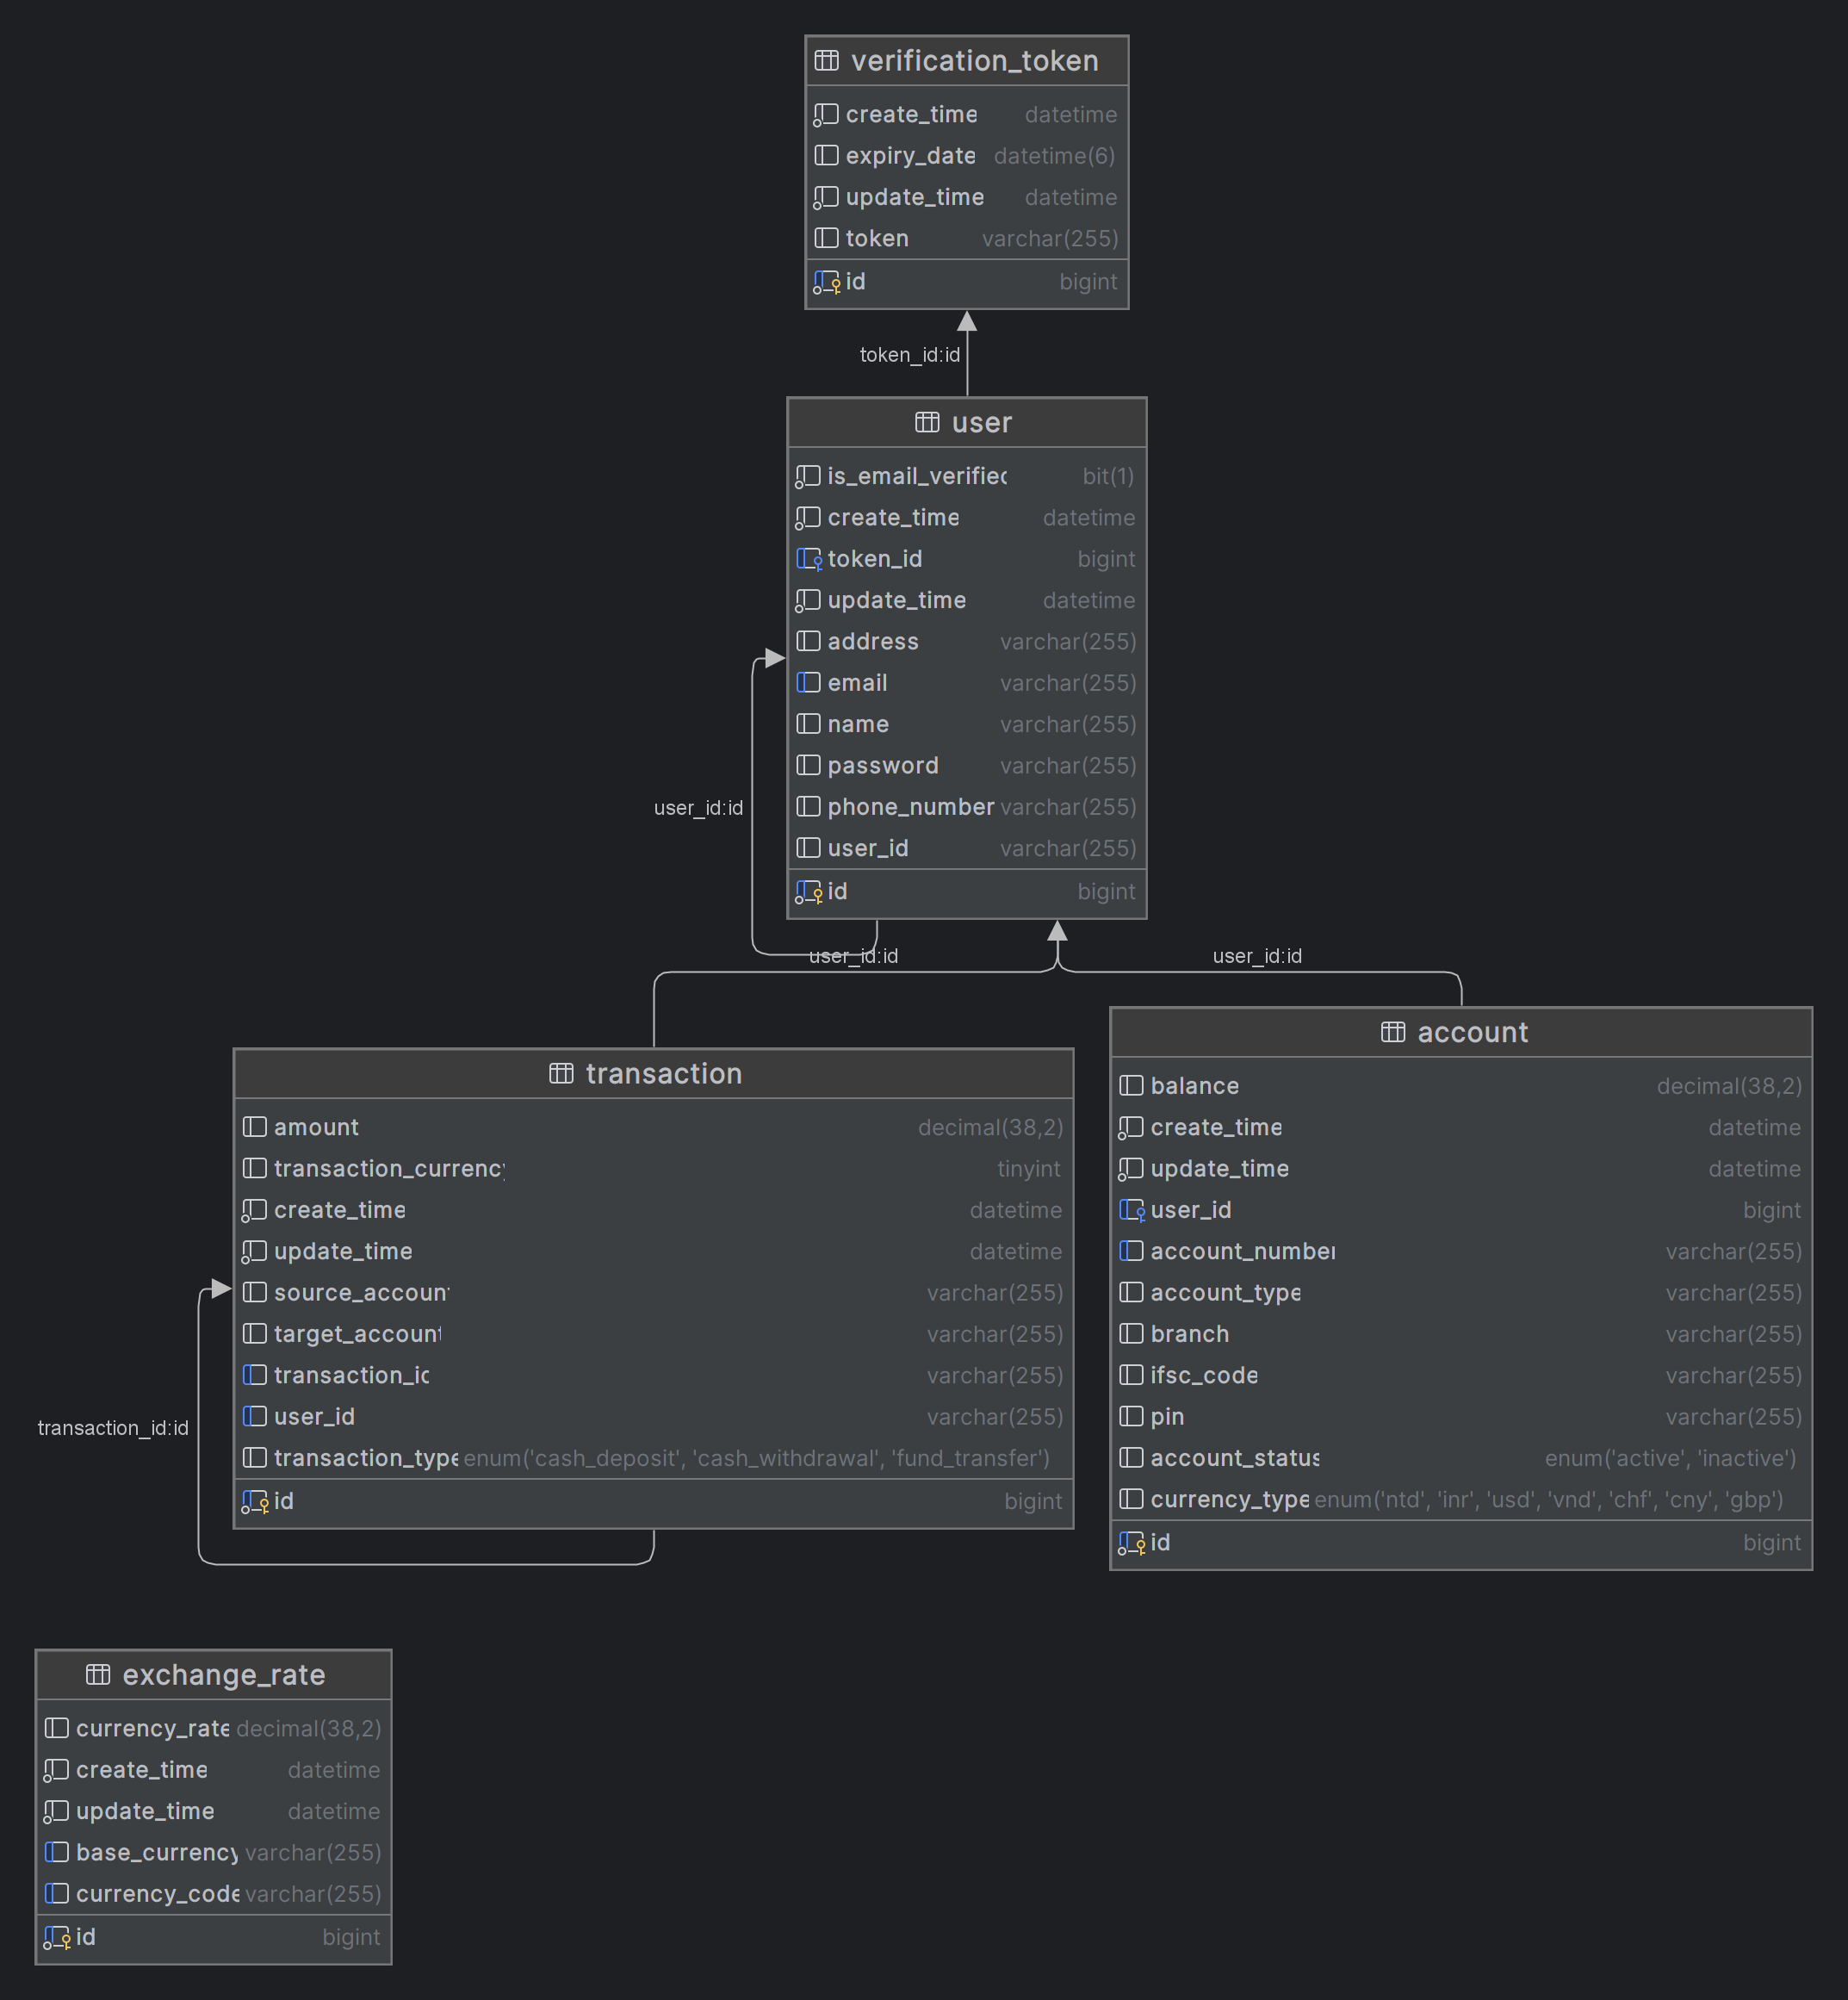 verification_token
create_time datetime
expiry_date datetime(6)
update_time datetime
token varchar(255)
id bigint
token_id:id
user
is_email_verified bit(1)
create_time datetime
token_id bigint
update_time datetime
address varchar(255)
email varchar(255)
name varchar(255)
password varchar(255)
phone_number varchar(255)
user_id varchar(255)
id bigint
user_id:id
user_id:id
user_id:id
transaction
amount decimal(38,2)
transaction_currency tinyint
create_time datetime
update_time datetime
source_account varchar(255)
target_account varchar(255)
transaction_id varchar(255)
user_id varchar(255)
transaction_type enum('cash_deposit', 'cash_withdrawal', 'fund_transfer')
id bigint
transaction_id:id
account
balance decimal(38,2)
create_time datetime
update_time datetime
user_id bigint
account_number varchar(255)
account_type varchar(255)
branch varchar(255)
ifsc_code varchar(255)
pin varchar(255)
account_status enum('active', 'inactive')
currency_type enum('ntd', 'inr', 'usd', 'vnd', 'chf', 'cny', 'gbp')
id bigint
exchange_rate
currency_rate decimal(38,2)
create_time datetime
update_time datetime
base_currency varchar(255)
currency_code varchar(255)
id bigint